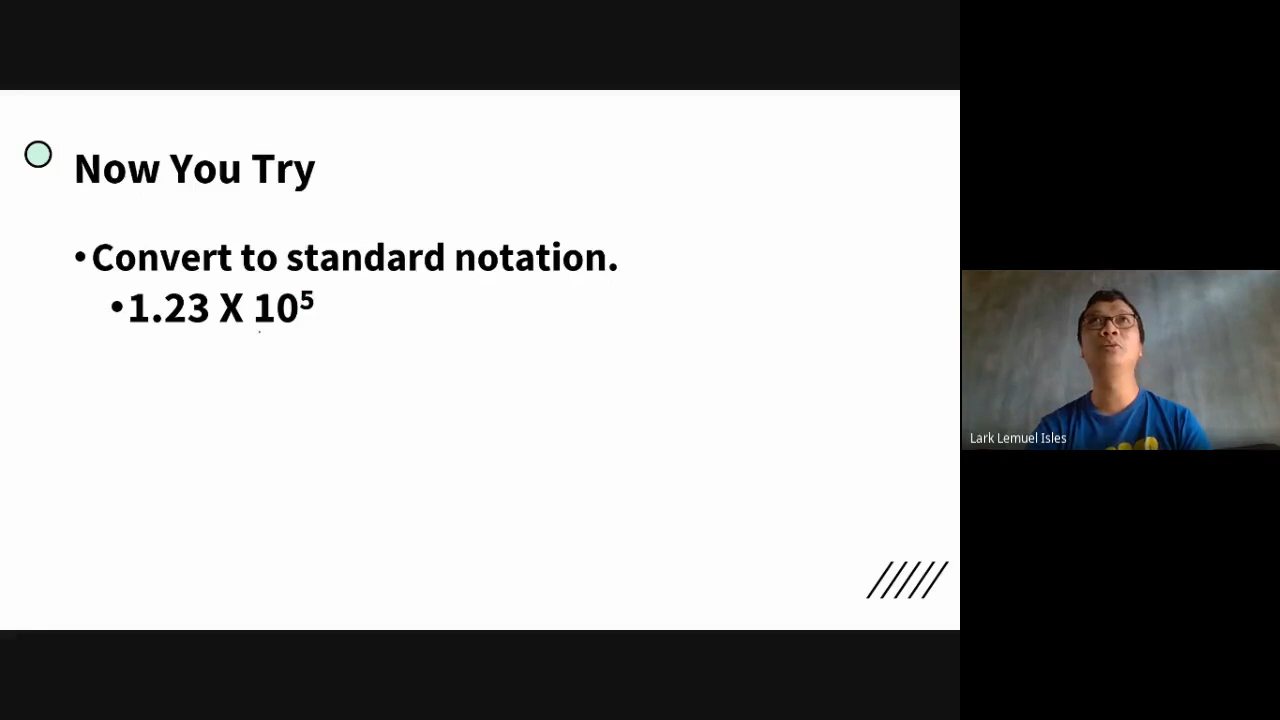 Now You Try
•Convert to standard notation.
•1.23 X 10⁵
Lark Lemuel Isles